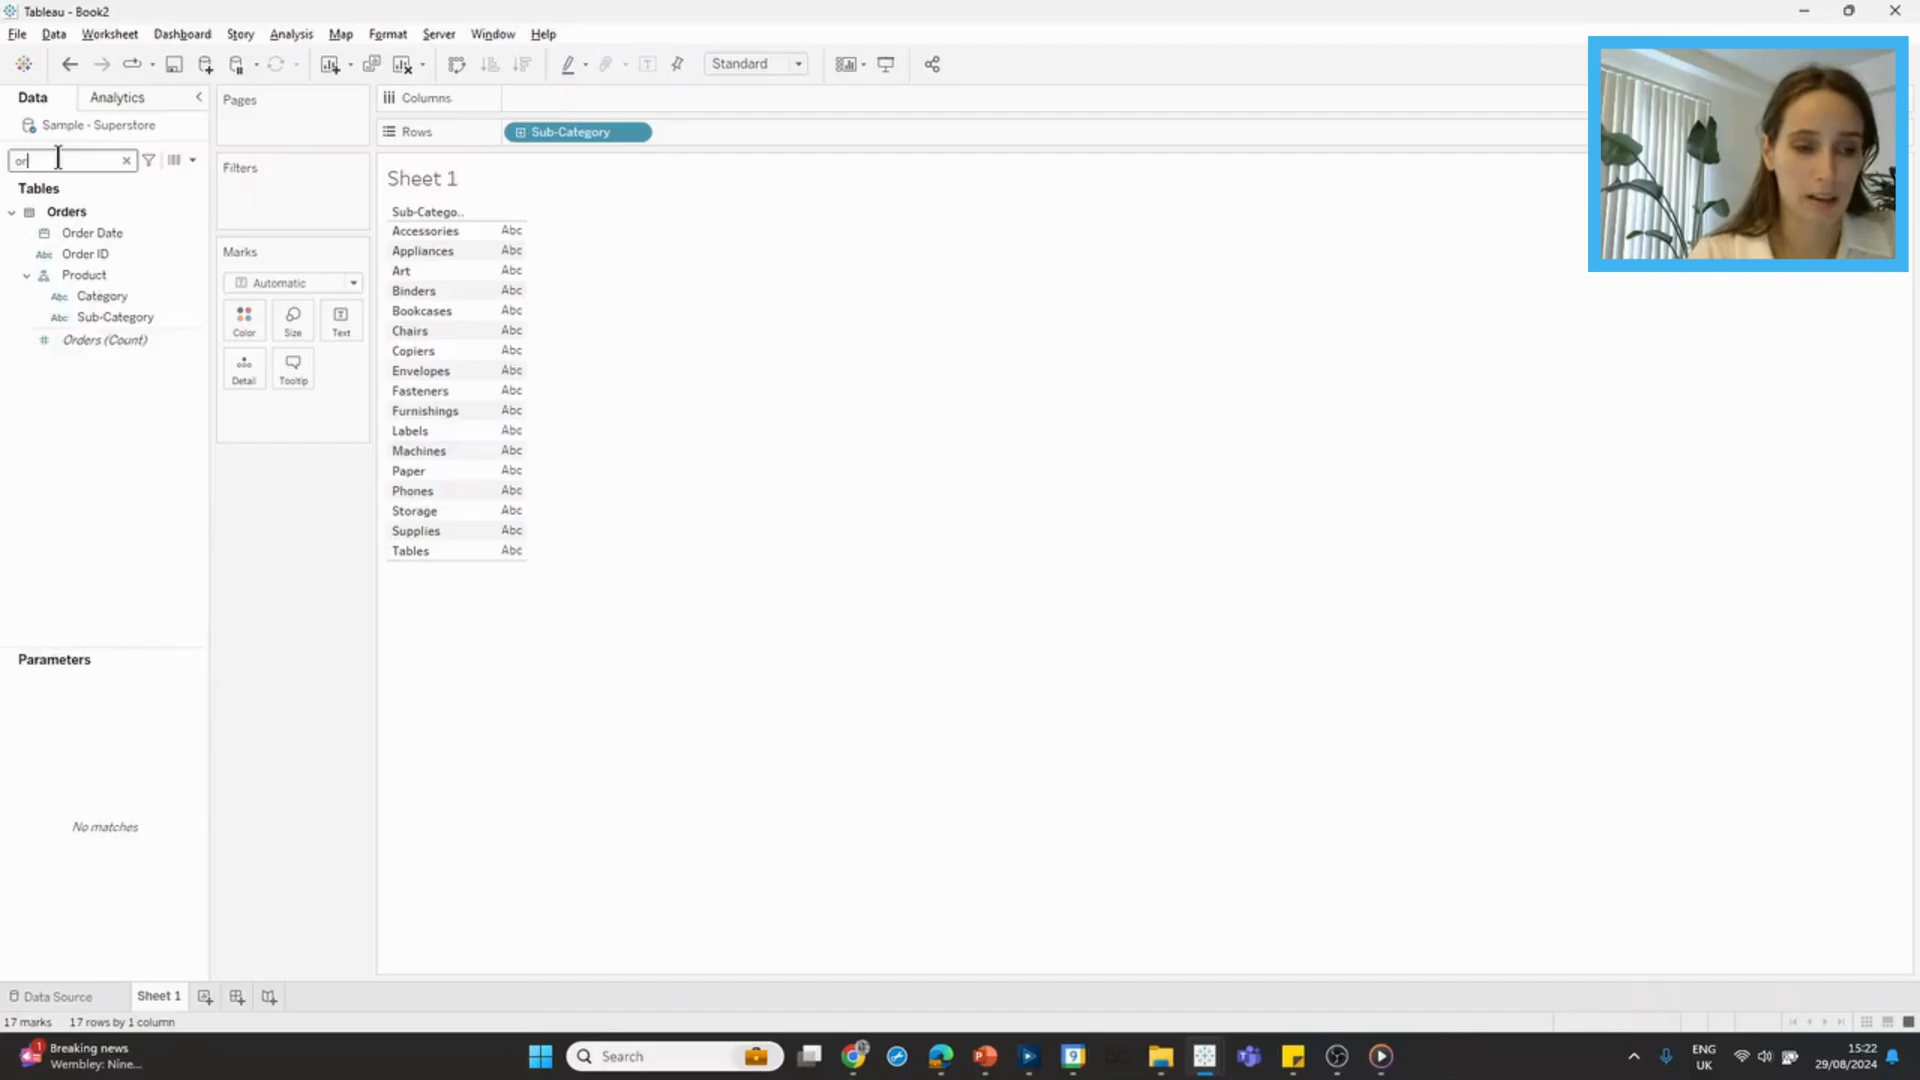 Tableau - Book2
File Data Worksheet Dashboard Story Analysis Map Format Server Window Help
Standard
Data Analytics
Sample - Superstore
or
Tables
Orders
Order Date
Abc Order ID
Product
Abc Category
Abc Sub-Category
Orders (Count)
Parameters
No matches
Pages
Filters
Marks
Automatic
Color Size Text
Detail Tooltip
Columns
Rows Sub-Category
Sheet 1
Sub-Catego..
Accessories Abc
Appliances Abc
Art Abc
Binders Abc
Bookcases Abc
Chairs Abc
Copiers Abc
Envelopes Abc
Fasteners Abc
Furnishings Abc
Labels Abc
Machines Abc
Paper Abc
Phones Abc
Storage Abc
Supplies Abc
Tables Abc
Data Source Sheet 1
17 marks 17 rows by 1 column
1
Breaking news
Wembley: Nine...
Search
9
ENG
UK
15:22
29/08/2024